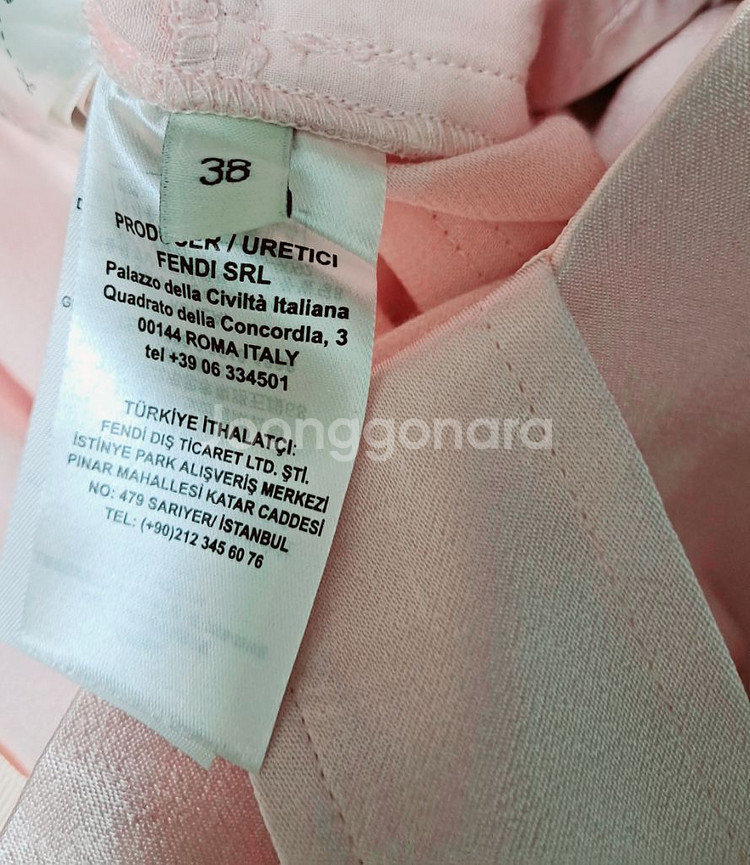 38
PRODUCER / ÜRETICI
FENDI SRL
Palazzo della Civiltà Italiana
Quadrato della Concordia, 3
00144 ROMA ITALY
tel +39 06 334501
TÜRKİYE İTHALATÇI:
FENDİ DIŞ TİCARET LTD. ŞTİ.
İSTİNYE PARK ALIŞVERİŞ MERKEZİ
PINAR MAHALLESİ KATAR CADDESİ
NO: 479 SARIYER/ İSTANBUL
TEL: (+90)212 345 60 76
joonggonara